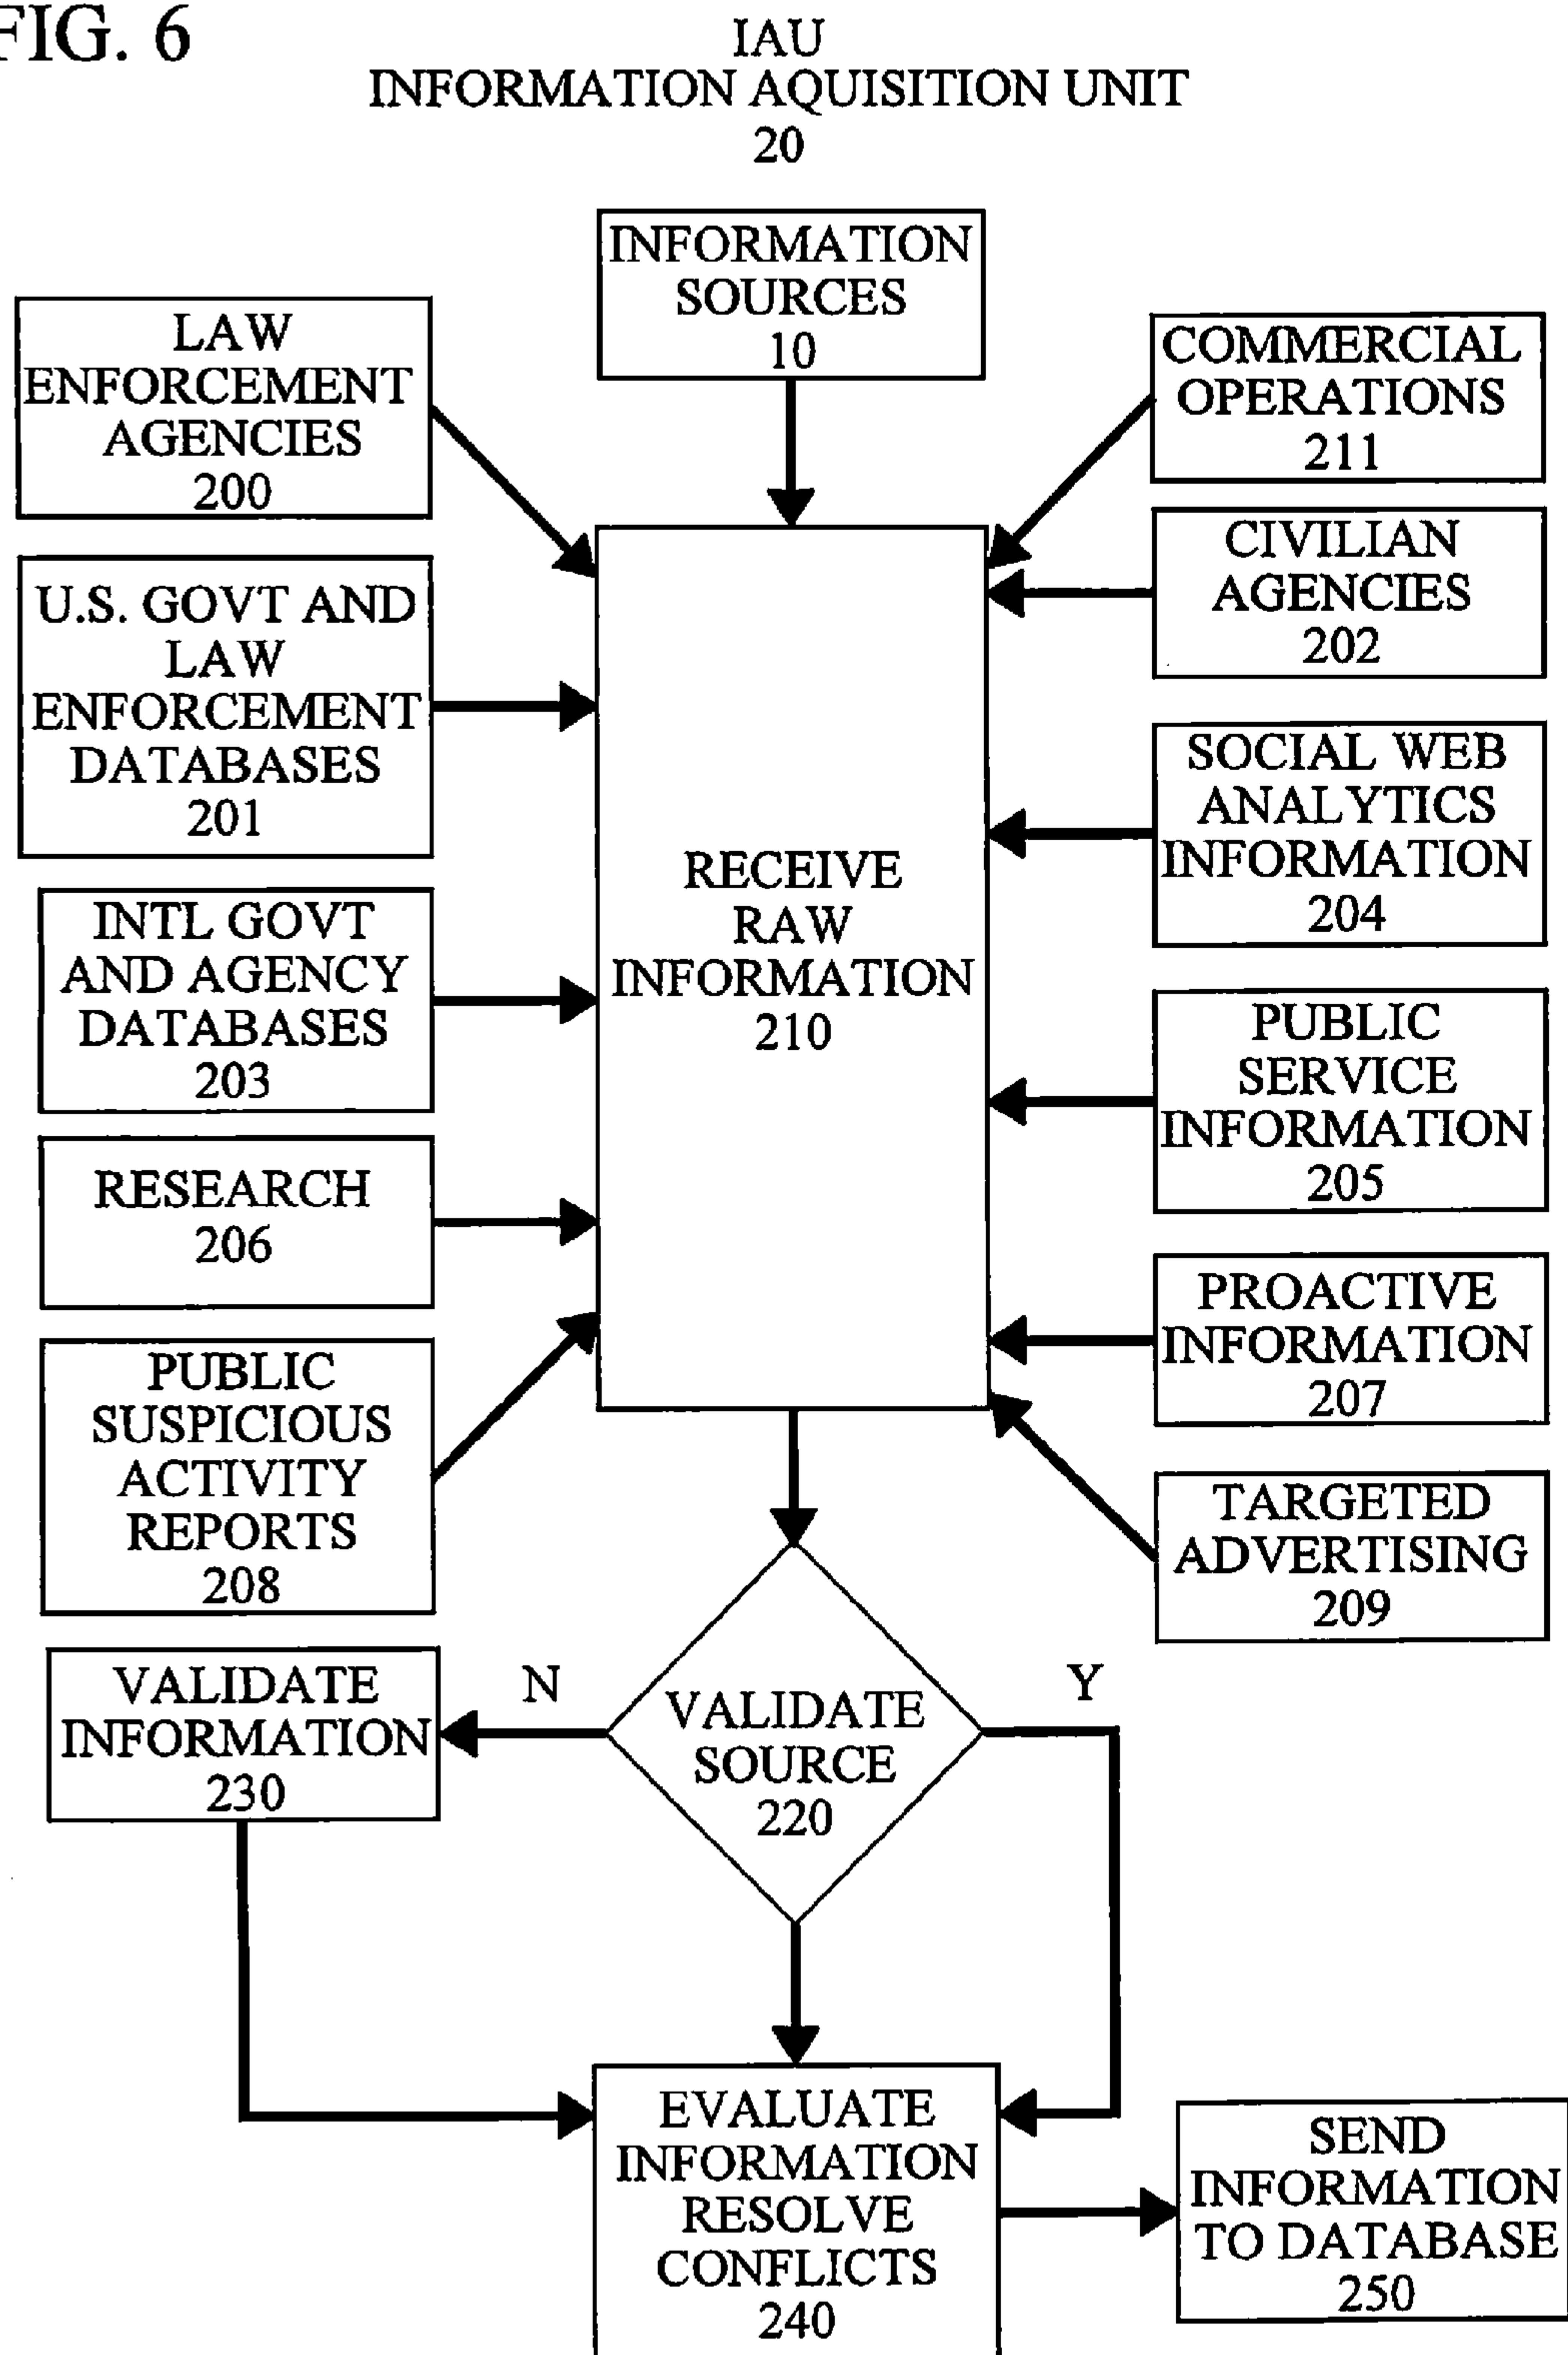 FIG. 6
IAU
INFORMATION AQUISITION UNIT
20
INFORMATION
SOURCES
10
LAW
ENFORCEMENT
AGENCIES
200
COMMERCIAL
OPERATIONS
211
U.S. GOVT AND
LAW
ENFORCEMENT
DATABASES
201
CIVILIAN
AGENCIES
202
INTL GOVT
AND AGENCY
DATABASES
203
SOCIAL WEB
ANALYTICS
INFORMATION
204
RECEIVE
RAW
INFORMATION
210
PUBLIC
SERVICE
INFORMATION
205
RESEARCH
206
PROACTIVE
INFORMATION
207
PUBLIC
SUSPICIOUS
ACTIVITY
REPORTS
208
TARGETED
ADVERTISING
209
VALIDATE
INFORMATION
230
N
VALIDATE
SOURCE
220
Y
EVALUATE
INFORMATION
RESOLVE
CONFLICTS
240
SEND
INFORMATION
TO DATABASE
250